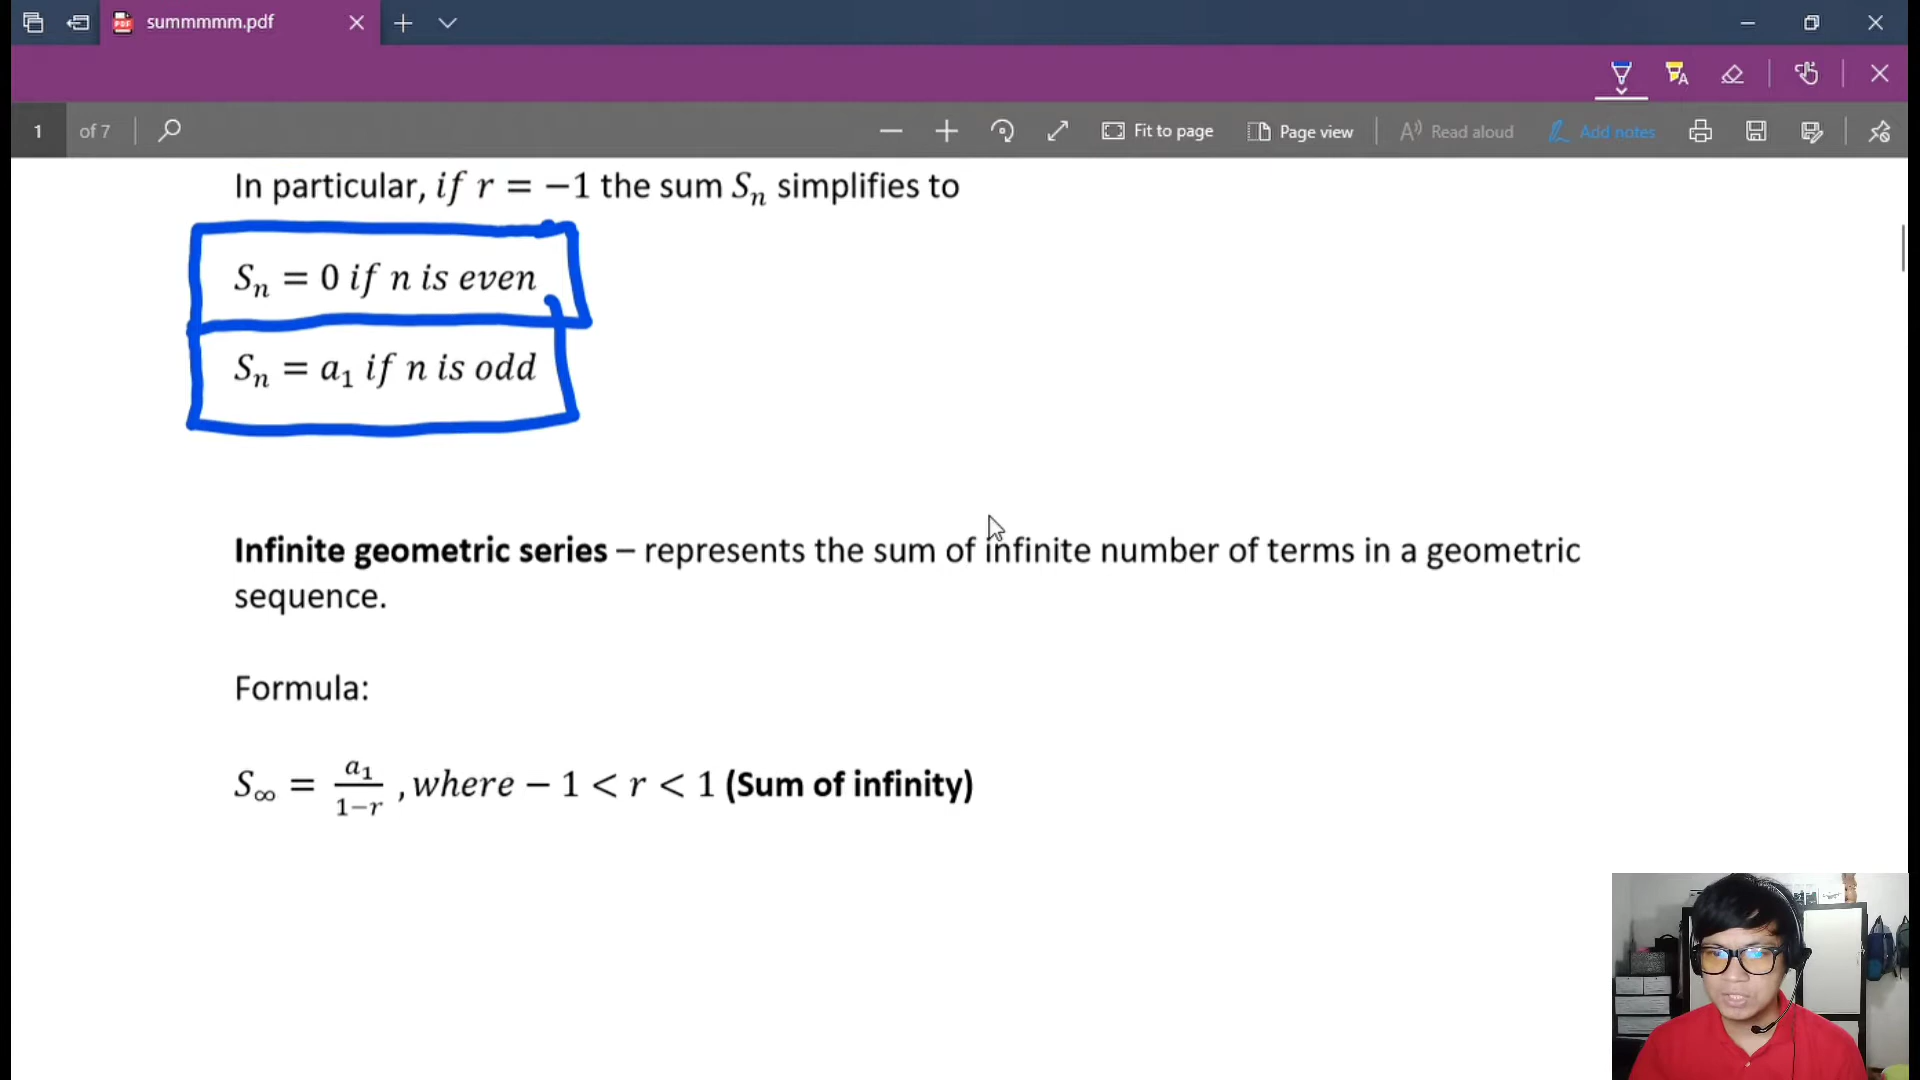 summmmm.pdf
1 of 7 Fit to page Page view Read aloud Add notes
In particular, if r = −1 the sum Sₙ simplifies to
Sₙ = 0 if n is even
Sₙ = a₁ if n is odd
Infinite geometric series – represents the sum of infinite number of terms in a geometric
sequence.
Formula:
S∞ = a₁/(1−r) , where − 1 < r < 1 (Sum of infinity)